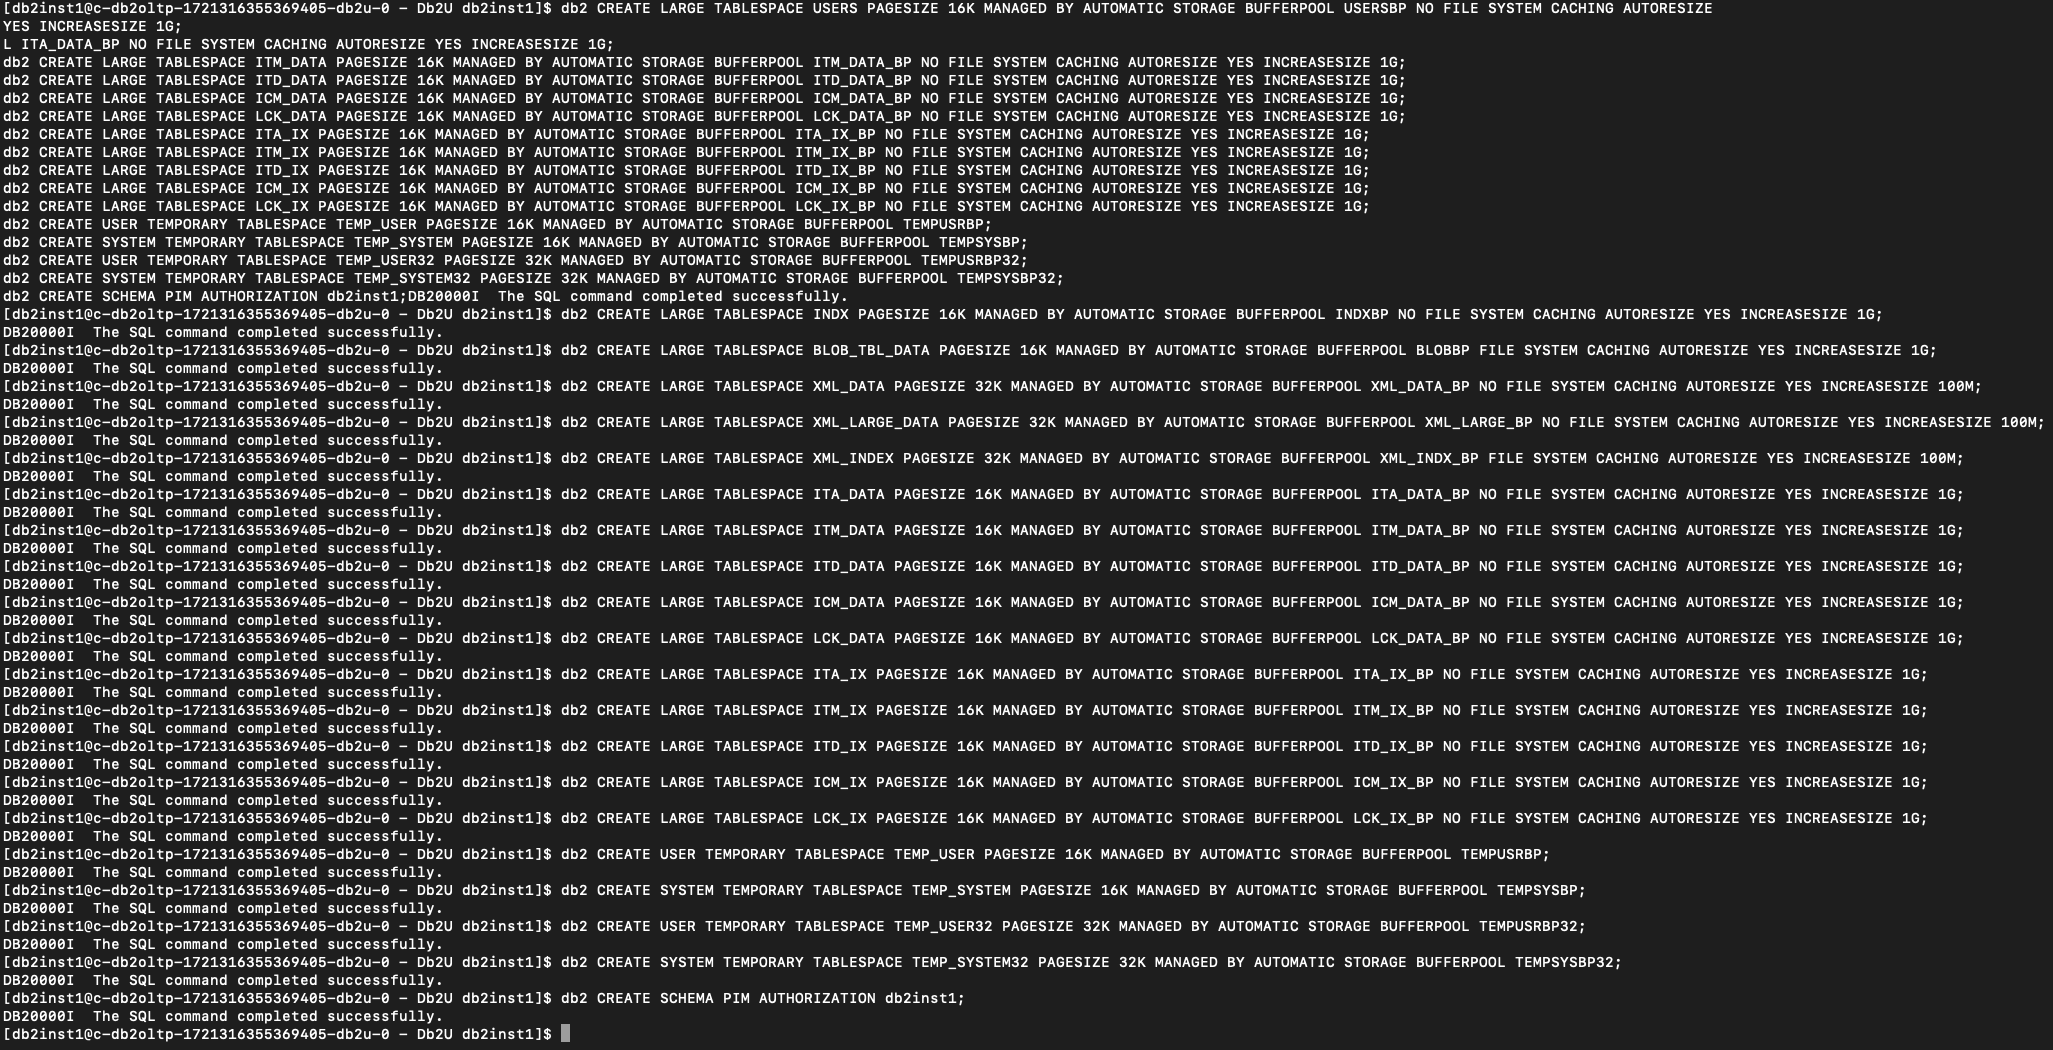 [db2inst1@c-db2oltp-1721316355369405-db2u-0 - Db2U db2inst1]$ db2 CREATE LARGE TABLESPACE USERS PAGESIZE 16K MANAGED BY AUTOMATIC STORAGE BUFFERPOOL USERSBP NO FILE SYSTEM CACHING AUTORESIZE
YES INCREASESIZE 1G;
L ITA_DATA_BP NO FILE SYSTEM CACHING AUTORESIZE YES INCREASESIZE 1G;
db2 CREATE LARGE TABLESPACE ITM_DATA PAGESIZE 16K MANAGED BY AUTOMATIC STORAGE BUFFERPOOL ITM_DATA_BP NO FILE SYSTEM CACHING AUTORESIZE YES INCREASESIZE 1G;
db2 CREATE LARGE TABLESPACE ITD_DATA PAGESIZE 16K MANAGED BY AUTOMATIC STORAGE BUFFERPOOL ITD_DATA_BP NO FILE SYSTEM CACHING AUTORESIZE YES INCREASESIZE 1G;
db2 CREATE LARGE TABLESPACE ICM_DATA PAGESIZE 16K MANAGED BY AUTOMATIC STORAGE BUFFERPOOL ICM_DATA_BP NO FILE SYSTEM CACHING AUTORESIZE YES INCREASESIZE 1G;
db2 CREATE LARGE TABLESPACE LCK_DATA PAGESIZE 16K MANAGED BY AUTOMATIC STORAGE BUFFERPOOL LCK_DATA_BP NO FILE SYSTEM CACHING AUTORESIZE YES INCREASESIZE 1G;
db2 CREATE LARGE TABLESPACE ITA_IX PAGESIZE 16K MANAGED BY AUTOMATIC STORAGE BUFFERPOOL ITA_IX_BP NO FILE SYSTEM CACHING AUTORESIZE YES INCREASESIZE 1G;
db2 CREATE LARGE TABLESPACE ITM_IX PAGESIZE 16K MANAGED BY AUTOMATIC STORAGE BUFFERPOOL ITM_IX_BP NO FILE SYSTEM CACHING AUTORESIZE YES INCREASESIZE 1G;
db2 CREATE LARGE TABLESPACE ITD_IX PAGESIZE 16K MANAGED BY AUTOMATIC STORAGE BUFFERPOOL ITD_IX_BP NO FILE SYSTEM CACHING AUTORESIZE YES INCREASESIZE 1G;
db2 CREATE LARGE TABLESPACE ICM_IX PAGESIZE 16K MANAGED BY AUTOMATIC STORAGE BUFFERPOOL ICM_IX_BP NO FILE SYSTEM CACHING AUTORESIZE YES INCREASESIZE 1G;
db2 CREATE LARGE TABLESPACE LCK_IX PAGESIZE 16K MANAGED BY AUTOMATIC STORAGE BUFFERPOOL LCK_IX_BP NO FILE SYSTEM CACHING AUTORESIZE YES INCREASESIZE 1G;
db2 CREATE USER TEMPORARY TABLESPACE TEMP_USER PAGESIZE 16K MANAGED BY AUTOMATIC STORAGE BUFFERPOOL TEMPUSRBP;
db2 CREATE SYSTEM TEMPORARY TABLESPACE TEMP_SYSTEM PAGESIZE 16K MANAGED BY AUTOMATIC STORAGE BUFFERPOOL TEMPSYSBP;
db2 CREATE USER TEMPORARY TABLESPACE TEMP_USER32 PAGESIZE 32K MANAGED BY AUTOMATIC STORAGE BUFFERPOOL TEMPUSRBP32;
db2 CREATE SYSTEM TEMPORARY TABLESPACE TEMP_SYSTEM32 PAGESIZE 32K MANAGED BY AUTOMATIC STORAGE BUFFERPOOL TEMPSYSBP32;
db2 CREATE SCHEMA PIM AUTHORIZATION db2inst1;DB20000I  The SQL command completed successfully.
[db2inst1@c-db2oltp-1721316355369405-db2u-0 - Db2U db2inst1]$ db2 CREATE LARGE TABLESPACE INDX PAGESIZE 16K MANAGED BY AUTOMATIC STORAGE BUFFERPOOL INDXBP NO FILE SYSTEM CACHING AUTORESIZE YES INCREASESIZE 1G;
DB20000I  The SQL command completed successfully.
[db2inst1@c-db2oltp-1721316355369405-db2u-0 - Db2U db2inst1]$ db2 CREATE LARGE TABLESPACE BLOB_TBL_DATA PAGESIZE 16K MANAGED BY AUTOMATIC STORAGE BUFFERPOOL BLOBBP FILE SYSTEM CACHING AUTORESIZE YES INCREASESIZE 1G;
DB20000I  The SQL command completed successfully.
[db2inst1@c-db2oltp-1721316355369405-db2u-0 - Db2U db2inst1]$ db2 CREATE LARGE TABLESPACE XML_DATA PAGESIZE 32K MANAGED BY AUTOMATIC STORAGE BUFFERPOOL XML_DATA_BP NO FILE SYSTEM CACHING AUTORESIZE YES INCREASESIZE 100M;
DB20000I  The SQL command completed successfully.
[db2inst1@c-db2oltp-1721316355369405-db2u-0 - Db2U db2inst1]$ db2 CREATE LARGE TABLESPACE XML_LARGE_DATA PAGESIZE 32K MANAGED BY AUTOMATIC STORAGE BUFFERPOOL XML_LARGE_BP NO FILE SYSTEM CACHING AUTORESIZE YES INCREASESIZE 100M;
DB20000I  The SQL command completed successfully.
[db2inst1@c-db2oltp-1721316355369405-db2u-0 - Db2U db2inst1]$ db2 CREATE LARGE TABLESPACE XML_INDEX PAGESIZE 32K MANAGED BY AUTOMATIC STORAGE BUFFERPOOL XML_INDX_BP FILE SYSTEM CACHING AUTORESIZE YES INCREASESIZE 100M;
DB20000I  The SQL command completed successfully.
[db2inst1@c-db2oltp-1721316355369405-db2u-0 - Db2U db2inst1]$ db2 CREATE LARGE TABLESPACE ITA_DATA PAGESIZE 16K MANAGED BY AUTOMATIC STORAGE BUFFERPOOL ITA_DATA_BP NO FILE SYSTEM CACHING AUTORESIZE YES INCREASESIZE 1G;
DB20000I  The SQL command completed successfully.
[db2inst1@c-db2oltp-1721316355369405-db2u-0 - Db2U db2inst1]$ db2 CREATE LARGE TABLESPACE ITM_DATA PAGESIZE 16K MANAGED BY AUTOMATIC STORAGE BUFFERPOOL ITM_DATA_BP NO FILE SYSTEM CACHING AUTORESIZE YES INCREASESIZE 1G;
DB20000I  The SQL command completed successfully.
[db2inst1@c-db2oltp-1721316355369405-db2u-0 - Db2U db2inst1]$ db2 CREATE LARGE TABLESPACE ITD_DATA PAGESIZE 16K MANAGED BY AUTOMATIC STORAGE BUFFERPOOL ITD_DATA_BP NO FILE SYSTEM CACHING AUTORESIZE YES INCREASESIZE 1G;
DB20000I  The SQL command completed successfully.
[db2inst1@c-db2oltp-1721316355369405-db2u-0 - Db2U db2inst1]$ db2 CREATE LARGE TABLESPACE ICM_DATA PAGESIZE 16K MANAGED BY AUTOMATIC STORAGE BUFFERPOOL ICM_DATA_BP NO FILE SYSTEM CACHING AUTORESIZE YES INCREASESIZE 1G;
DB20000I  The SQL command completed successfully.
[db2inst1@c-db2oltp-1721316355369405-db2u-0 - Db2U db2inst1]$ db2 CREATE LARGE TABLESPACE LCK_DATA PAGESIZE 16K MANAGED BY AUTOMATIC STORAGE BUFFERPOOL LCK_DATA_BP NO FILE SYSTEM CACHING AUTORESIZE YES INCREASESIZE 1G;
DB20000I  The SQL command completed successfully.
[db2inst1@c-db2oltp-1721316355369405-db2u-0 - Db2U db2inst1]$ db2 CREATE LARGE TABLESPACE ITA_IX PAGESIZE 16K MANAGED BY AUTOMATIC STORAGE BUFFERPOOL ITA_IX_BP NO FILE SYSTEM CACHING AUTORESIZE YES INCREASESIZE 1G;
DB20000I  The SQL command completed successfully.
[db2inst1@c-db2oltp-1721316355369405-db2u-0 - Db2U db2inst1]$ db2 CREATE LARGE TABLESPACE ITM_IX PAGESIZE 16K MANAGED BY AUTOMATIC STORAGE BUFFERPOOL ITM_IX_BP NO FILE SYSTEM CACHING AUTORESIZE YES INCREASESIZE 1G;
DB20000I  The SQL command completed successfully.
[db2inst1@c-db2oltp-1721316355369405-db2u-0 - Db2U db2inst1]$ db2 CREATE LARGE TABLESPACE ITD_IX PAGESIZE 16K MANAGED BY AUTOMATIC STORAGE BUFFERPOOL ITD_IX_BP NO FILE SYSTEM CACHING AUTORESIZE YES INCREASESIZE 1G;
DB20000I  The SQL command completed successfully.
[db2inst1@c-db2oltp-1721316355369405-db2u-0 - Db2U db2inst1]$ db2 CREATE LARGE TABLESPACE ICM_IX PAGESIZE 16K MANAGED BY AUTOMATIC STORAGE BUFFERPOOL ICM_IX_BP NO FILE SYSTEM CACHING AUTORESIZE YES INCREASESIZE 1G;
DB20000I  The SQL command completed successfully.
[db2inst1@c-db2oltp-1721316355369405-db2u-0 - Db2U db2inst1]$ db2 CREATE LARGE TABLESPACE LCK_IX PAGESIZE 16K MANAGED BY AUTOMATIC STORAGE BUFFERPOOL LCK_IX_BP NO FILE SYSTEM CACHING AUTORESIZE YES INCREASESIZE 1G;
DB20000I  The SQL command completed successfully.
[db2inst1@c-db2oltp-1721316355369405-db2u-0 - Db2U db2inst1]$ db2 CREATE USER TEMPORARY TABLESPACE TEMP_USER PAGESIZE 16K MANAGED BY AUTOMATIC STORAGE BUFFERPOOL TEMPUSRBP;
DB20000I  The SQL command completed successfully.
[db2inst1@c-db2oltp-1721316355369405-db2u-0 - Db2U db2inst1]$ db2 CREATE SYSTEM TEMPORARY TABLESPACE TEMP_SYSTEM PAGESIZE 16K MANAGED BY AUTOMATIC STORAGE BUFFERPOOL TEMPSYSBP;
DB20000I  The SQL command completed successfully.
[db2inst1@c-db2oltp-1721316355369405-db2u-0 - Db2U db2inst1]$ db2 CREATE USER TEMPORARY TABLESPACE TEMP_USER32 PAGESIZE 32K MANAGED BY AUTOMATIC STORAGE BUFFERPOOL TEMPUSRBP32;
DB20000I  The SQL command completed successfully.
[db2inst1@c-db2oltp-1721316355369405-db2u-0 - Db2U db2inst1]$ db2 CREATE SYSTEM TEMPORARY TABLESPACE TEMP_SYSTEM32 PAGESIZE 32K MANAGED BY AUTOMATIC STORAGE BUFFERPOOL TEMPSYSBP32;
DB20000I  The SQL command completed successfully.
[db2inst1@c-db2oltp-1721316355369405-db2u-0 - Db2U db2inst1]$ db2 CREATE SCHEMA PIM AUTHORIZATION db2inst1;
DB20000I  The SQL command completed successfully.
[db2inst1@c-db2oltp-1721316355369405-db2u-0 - Db2U db2inst1]$